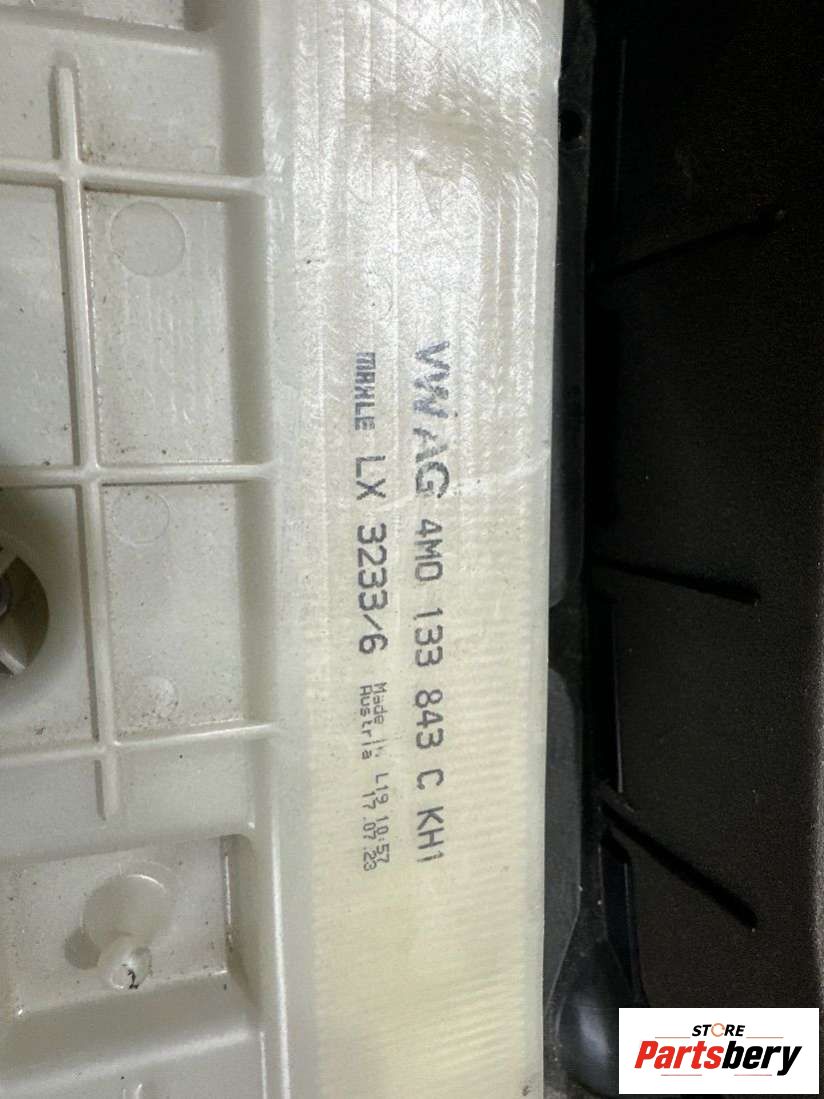 VW AG 4M0 133 843 C KH1
MAHLE LX 3233/6 Made in L19 10:57
Austria 17.07.23
2
STORE
Partsbery